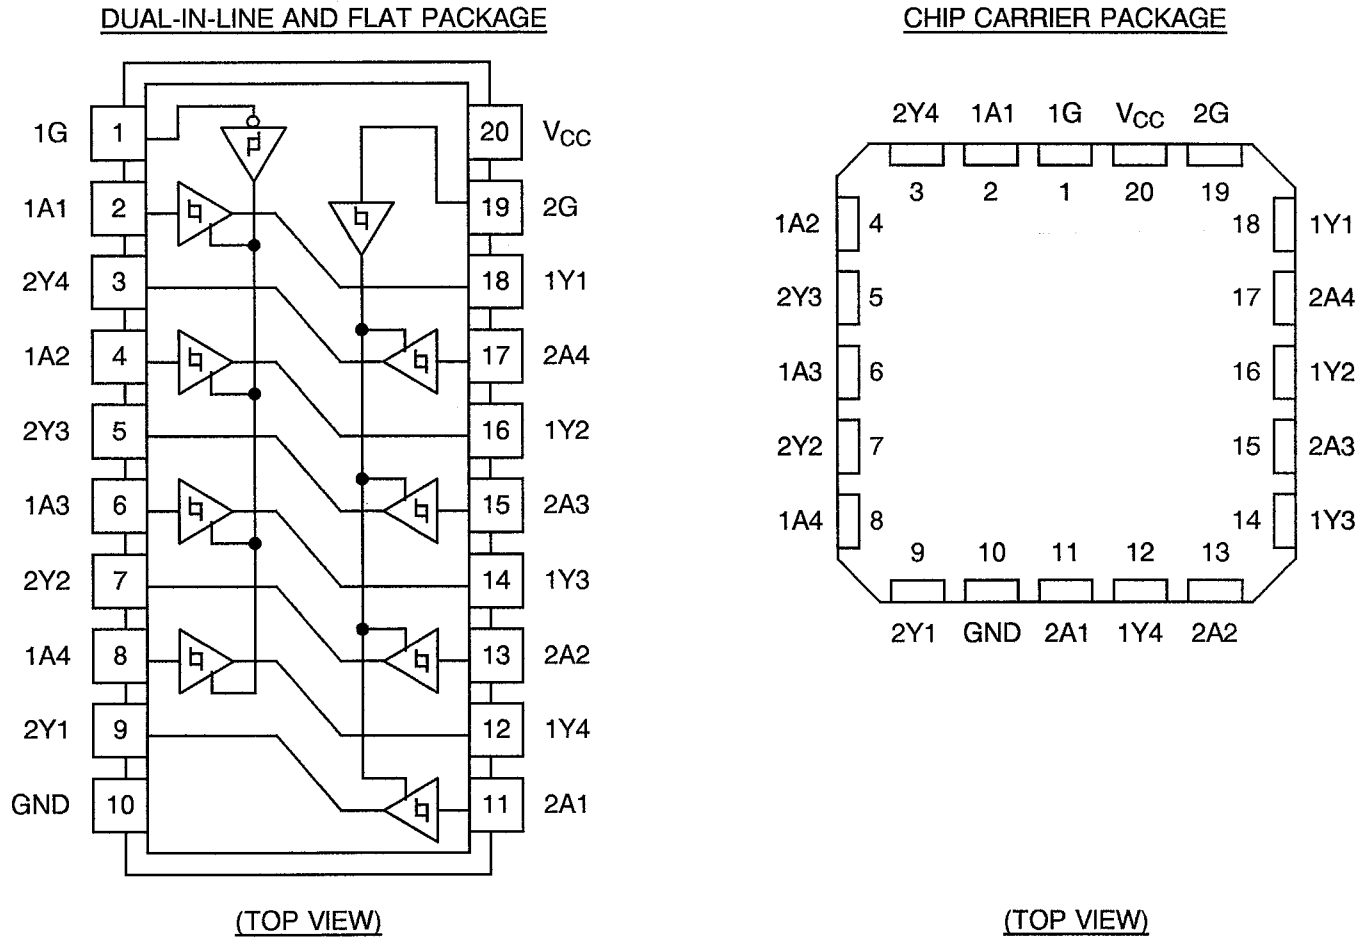 DUAL-IN-LINE AND FLAT PACKAGE
1G 1 20 VCC
1A1 2 19 2G
2Y4 3 18 1Y1
1A2 4 17 2A4
2Y3 5 16 1Y2
1A3 6 15 2A3
2Y2 7 14 1Y3
1A4 8 13 2A2
2Y1 9 12 1Y4
GND 10 11 2A1
(TOP VIEW)
CHIP CARRIER PACKAGE
2Y4 1A1 1G VCC 2G
3 2 1 20 19
1A2 4 18 1Y1
2Y3 5 17 2A4
1A3 6 16 1Y2
2Y2 7 15 2A3
1A4 8 14 1Y3
9 10 11 12 13
2Y1 GND 2A1 1Y4 2A2
(TOP VIEW)